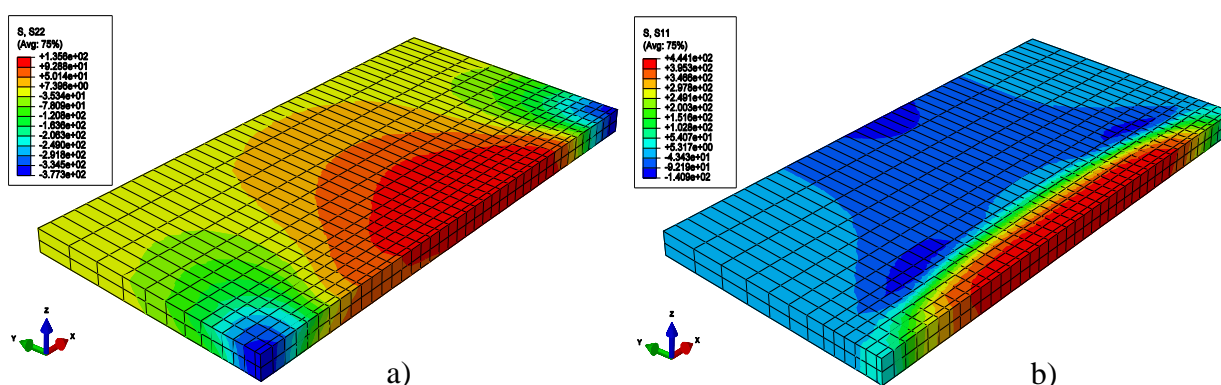 S, S22
(Avg: 75%)
+1.356e+02
+9.288e+01
+5.014e+01
+7.396e+00
-3.534e+01
-7.809e+01
-1.208e+02
-1.636e+02
-2.063e+02
-2.490e+02
-2.918e+02
-3.345e+02
-3.773e+02
Z
Y
X
a)
S, S11
(Avg: 75%)
+4.441e+02
+3.953e+02
+3.466e+02
+2.978e+02
+2.491e+02
+2.003e+02
+1.516e+02
+1.028e+02
+5.407e+01
+5.317e+00
-4.343e+01
-9.219e+01
-1.409e+02
Z
Y
X
b)